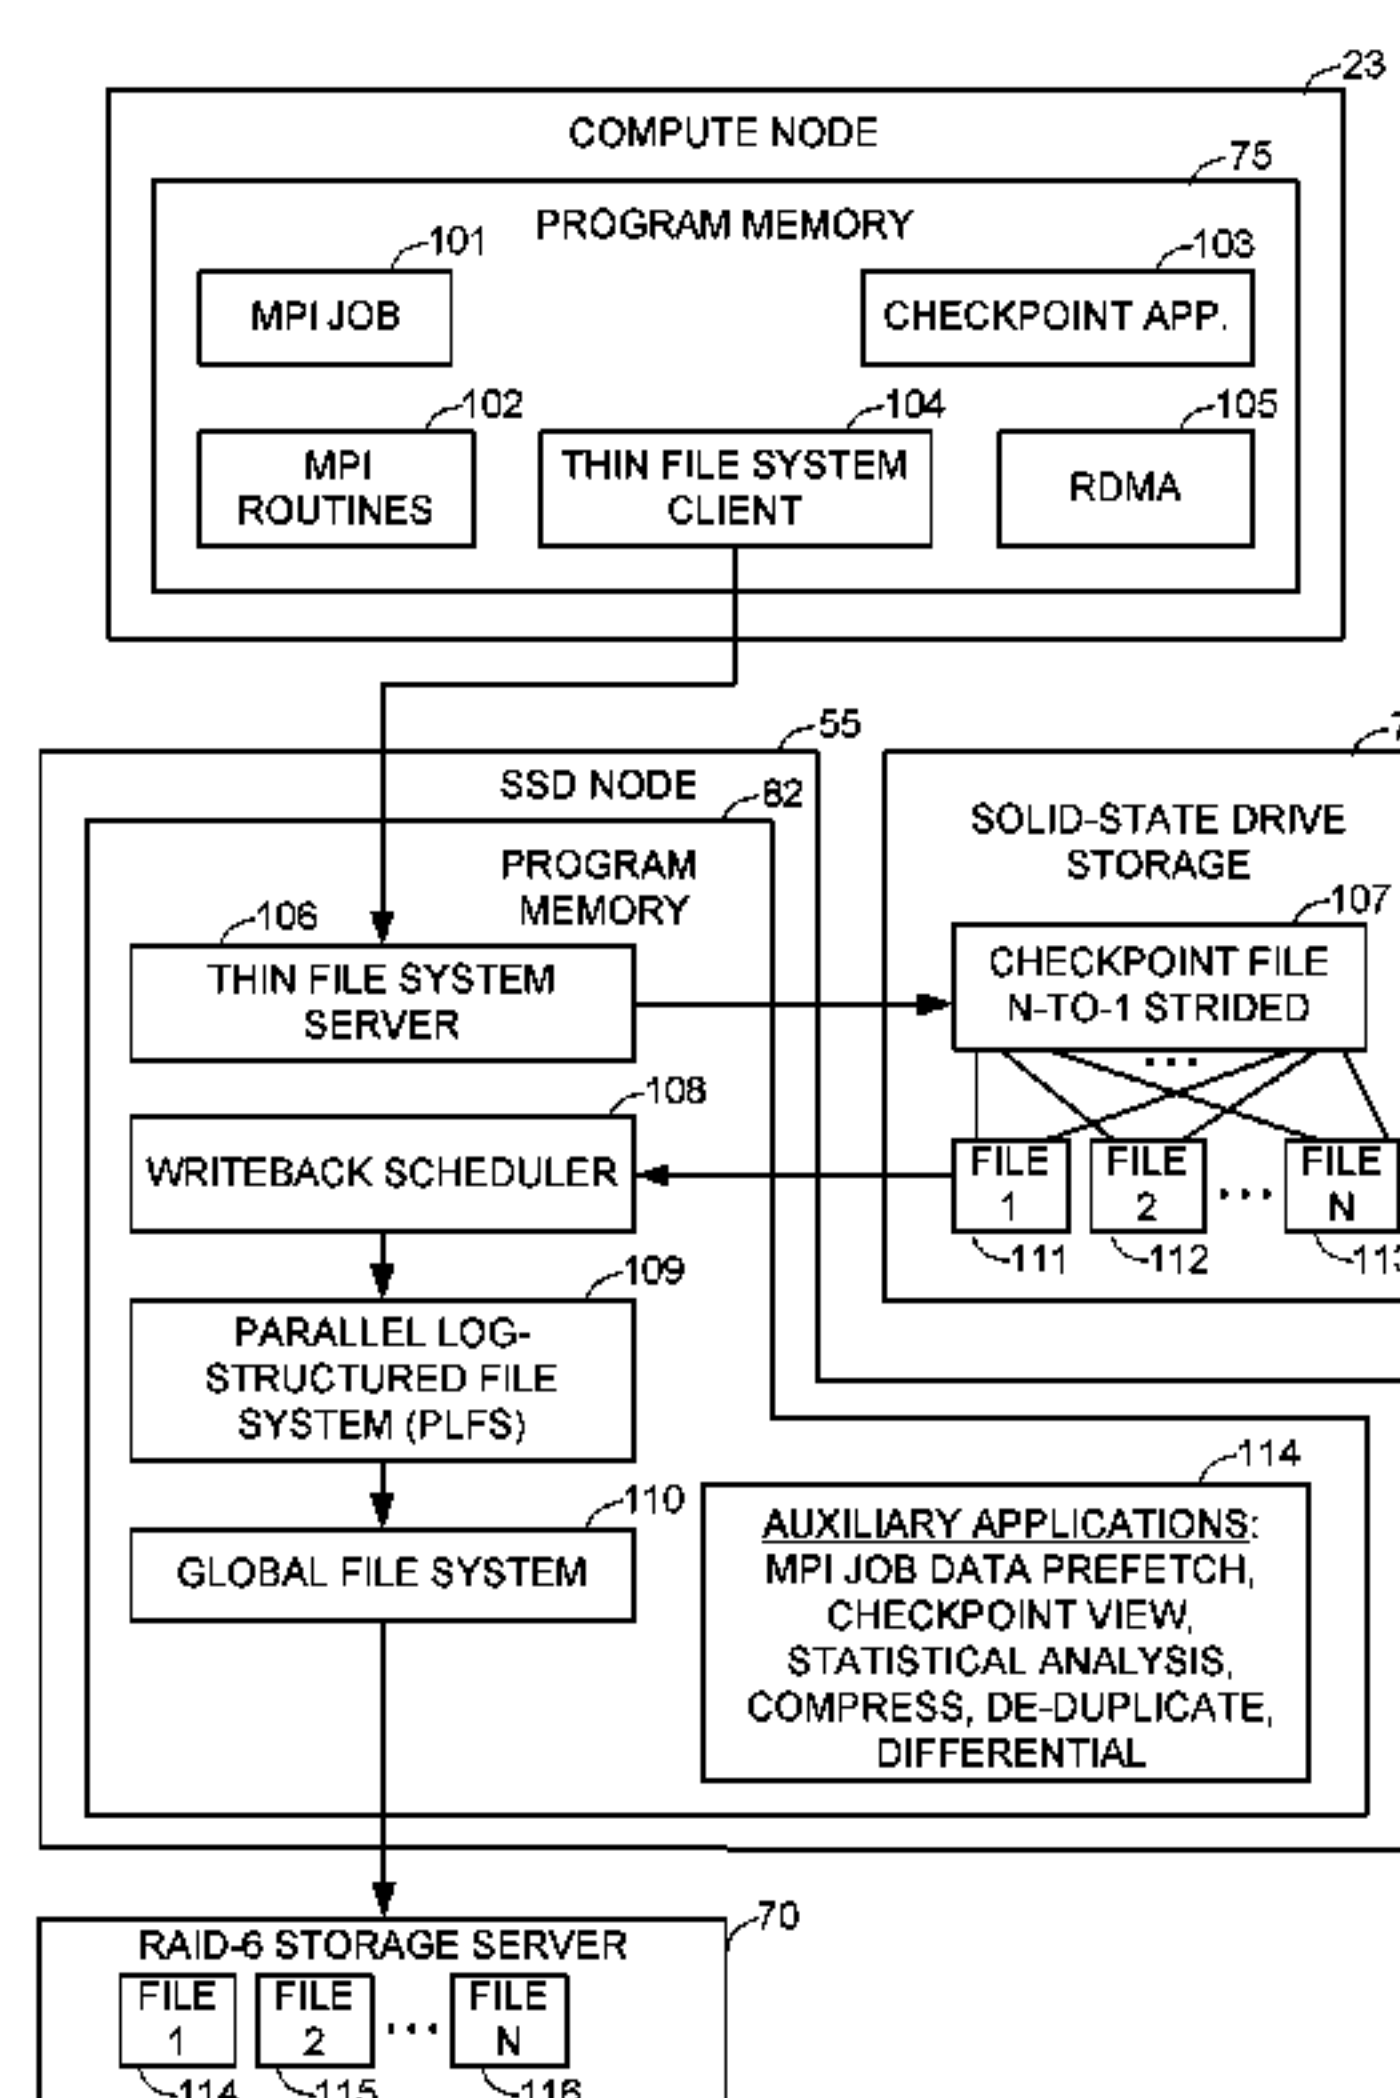 23
COMPUTE NODE
75
PROGRAM MEMORY
101
103
MPI JOB
CHECKPOINT APP.
102
104
105
MPI
ROUTINES
THIN FILE SYSTEM
CLIENT
RDMA
55
SSD NODE
82
PROGRAM
MEMORY
SOLID-STATE DRIVE
STORAGE
106
107
THIN FILE SYSTEM
SERVER
CHECKPOINT FILE
N-TO-1 STRIDED
...
108
WRITEBACK SCHEDULER
FILE
1
FILE
2
...
FILE
N
111
112
109
PARALLEL LOG-
STRUCTURED FILE
SYSTEM (PLFS)
110
GLOBAL FILE SYSTEM
114
AUXILIARY APPLICATIONS:
MPI JOB DATA PREFETCH,
CHECKPOINT VIEW,
STATISTICAL ANALYSIS,
COMPRESS, DE-DUPLICATE,
DIFFERENTIAL
70
RAID-6 STORAGE SERVER
FILE
1
FILE
2
...
FILE
N
114
115
116